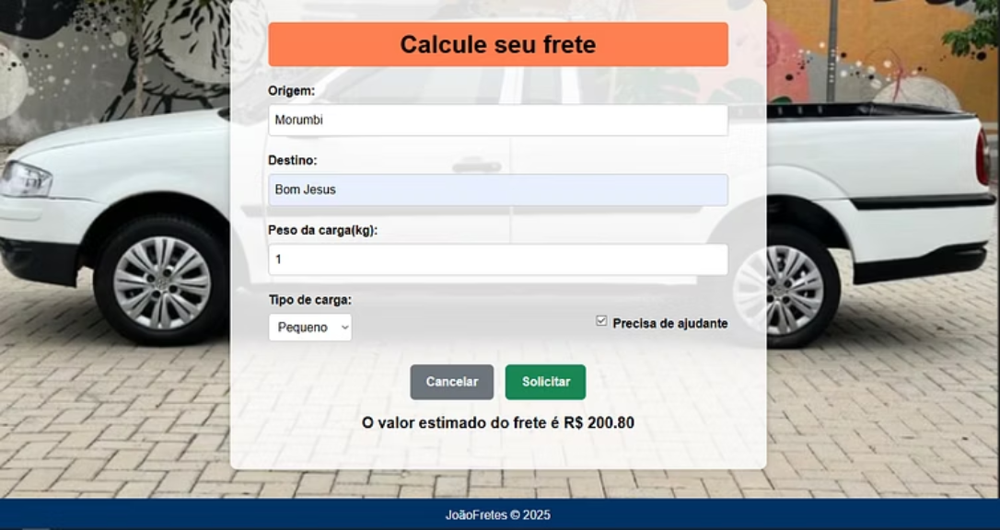 Calcule seu frete
Origem:
Morumbi
Destino:
Bom Jesus
Peso da carga(kg):
1
Tipo de carga:
Pequeno
Precisa de ajudante
Cancelar
Solicitar
O valor estimado do frete é R$ 200.80
JoãoFretes © 2025